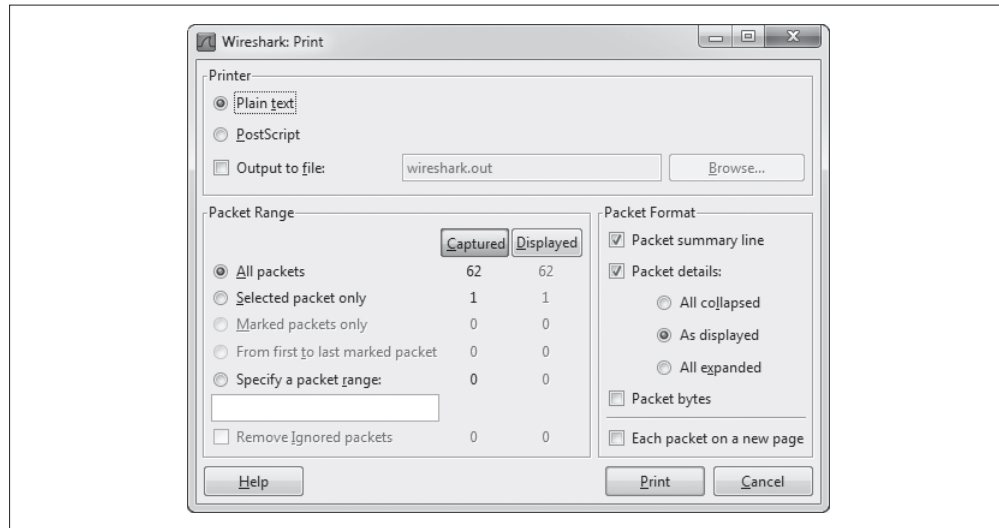 Wireshark: Print
Printer
Plain text
PostScript
Output to file: wireshark.out Browse...
Packet Range
Captured Displayed
All packets 62 62
Selected packet only 1 1
Marked packets only 0 0
From first to last marked packet 0 0
Specify a packet range: 0 0
Remove Ignored packets 0 0
Packet Format
Packet summary line
Packet details:
All collapsed
As displayed
All expanded
Packet bytes
Each packet on a new page
Help Print Cancel